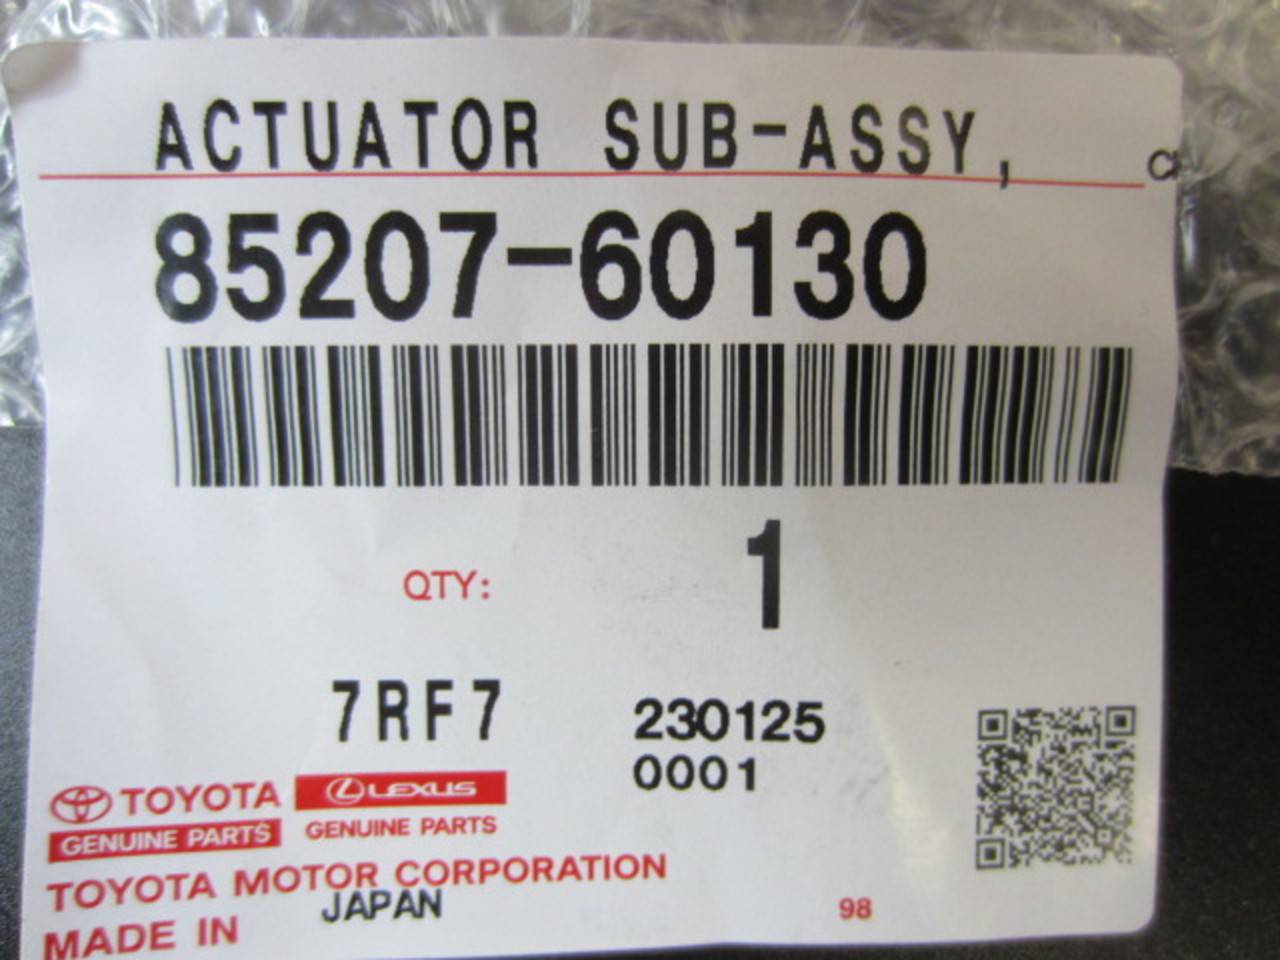 ACTUATOR SUB-ASSY,
85207-60130
QTY: 1
7RF7 230125
0001
TOYOTA LEXUS
GENUINE PARTS GENUINE PARTS
TOYOTA MOTOR CORPORATION
MADE IN JAPAN
98